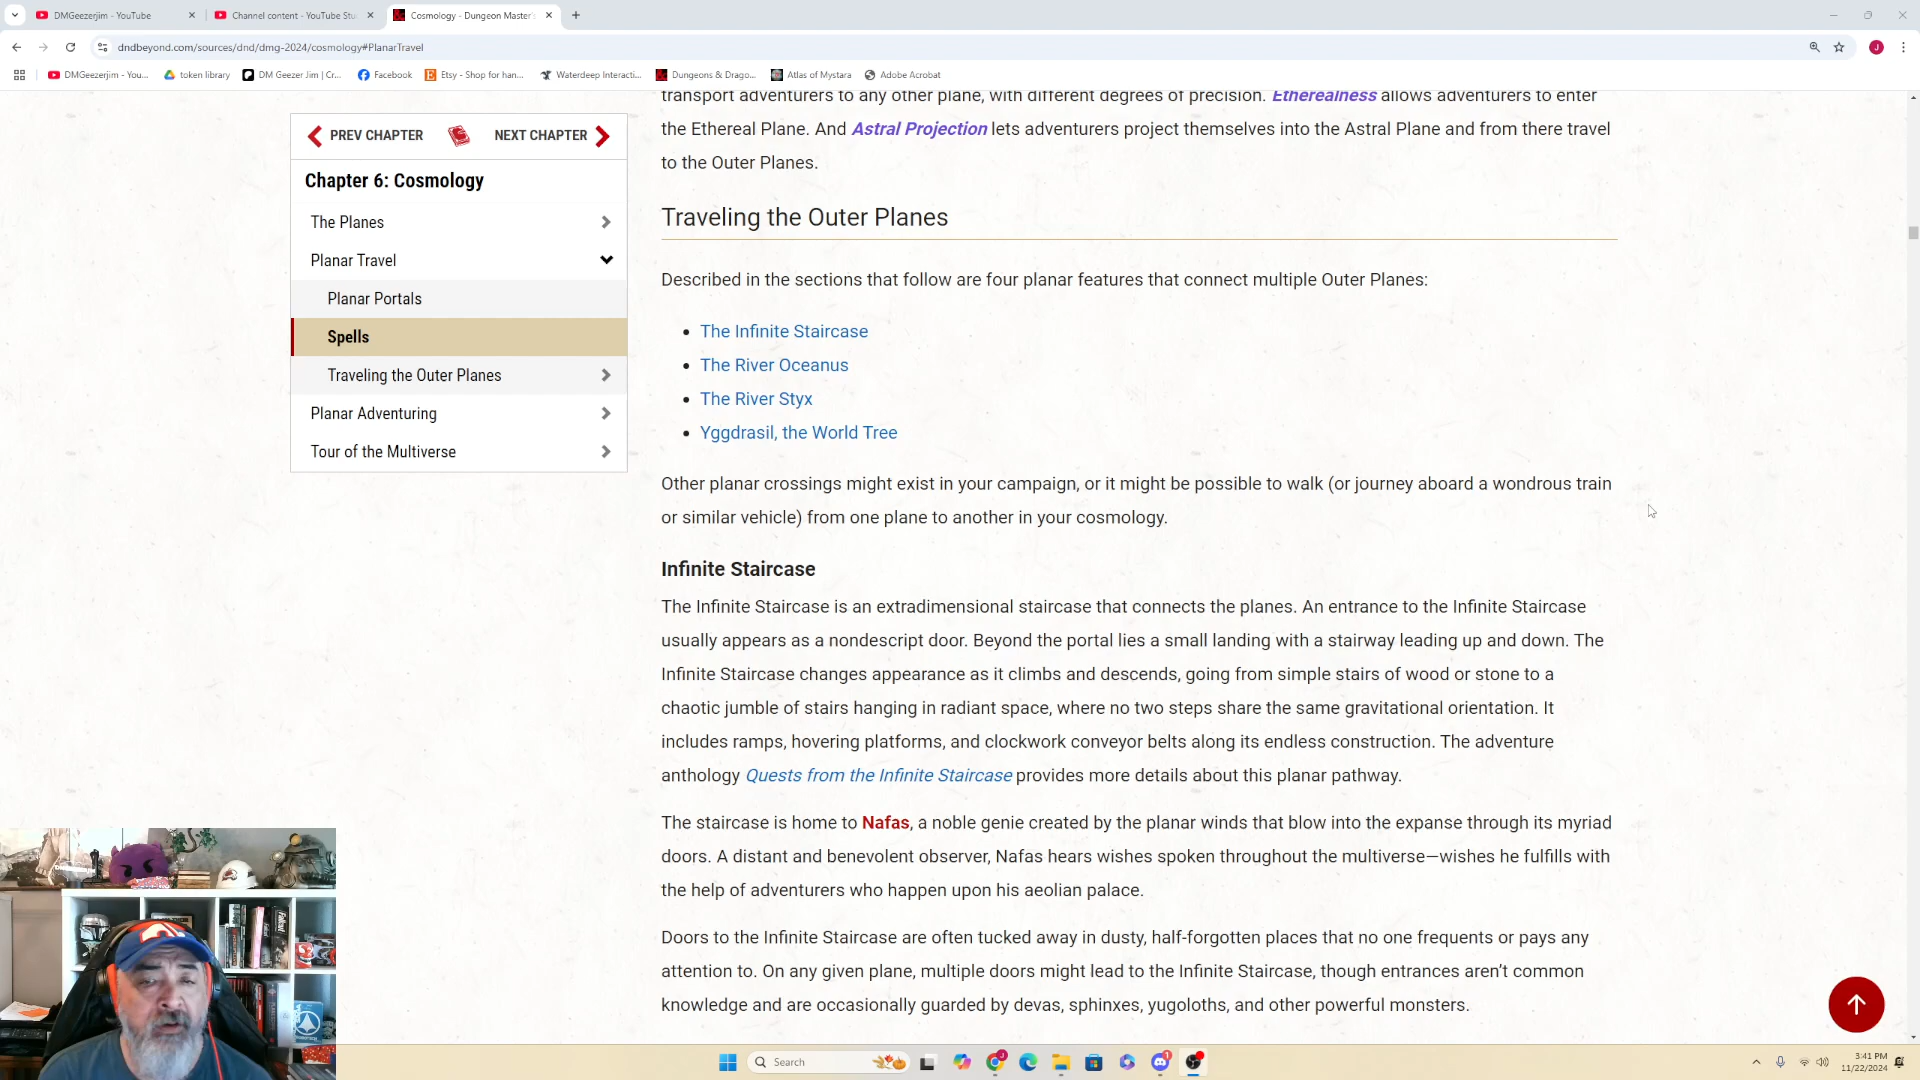 DMGeezerjim - YouTube
Channel content - YouTube Stu
Cosmology - Dungeon Master's
dndbeyond.com/sources/dnd/dmg-2024/cosmology#PlanarTravel
J
DMGeezerjim - You...
token library
DM Geezer Jim | Cr...
Facebook
Etsy - Shop for han...
Waterdeep Interacti...
Dungeons & Drago...
Atlas of Mystara
Adobe Acrobat
PREV CHAPTER
NEXT CHAPTER
Chapter 6: Cosmology
The Planes
Planar Travel
Planar Portals
Spells
Traveling the Outer Planes
Planar Adventuring
Tour of the Multiverse
transport adventurers to any other plane, with different degrees of precision. Etherealness allows adventurers to enter
the Ethereal Plane. And Astral Projection lets adventurers project themselves into the Astral Plane and from there travel
to the Outer Planes.
Traveling the Outer Planes
Described in the sections that follow are four planar features that connect multiple Outer Planes:
• The Infinite Staircase
• The River Oceanus
• The River Styx
• Yggdrasil, the World Tree
Other planar crossings might exist in your campaign, or it might be possible to walk (or journey aboard a wondrous train
or similar vehicle) from one plane to another in your cosmology.
Infinite Staircase
The Infinite Staircase is an extradimensional staircase that connects the planes. An entrance to the Infinite Staircase
usually appears as a nondescript door. Beyond the portal lies a small landing with a stairway leading up and down. The
Infinite Staircase changes appearance as it climbs and descends, going from simple stairs of wood or stone to a
chaotic jumble of stairs hanging in radiant space, where no two steps share the same gravitational orientation. It
includes ramps, hovering platforms, and clockwork conveyor belts along its endless construction. The adventure
anthology Quests from the Infinite Staircase provides more details about this planar pathway.
The staircase is home to Nafas, a noble genie created by the planar winds that blow into the expanse through its myriad
doors. A distant and benevolent observer, Nafas hears wishes spoken throughout the multiverse—wishes he fulfills with
the help of adventurers who happen upon his aeolian palace.
Doors to the Infinite Staircase are often tucked away in dusty, half-forgotten places that no one frequents or pays any
attention to. On any given plane, multiple doors might lead to the Infinite Staircase, though entrances aren't common
knowledge and are occasionally guarded by devas, sphinxes, yugoloths, and other powerful monsters.
Search
3:41 PM
11/22/2024